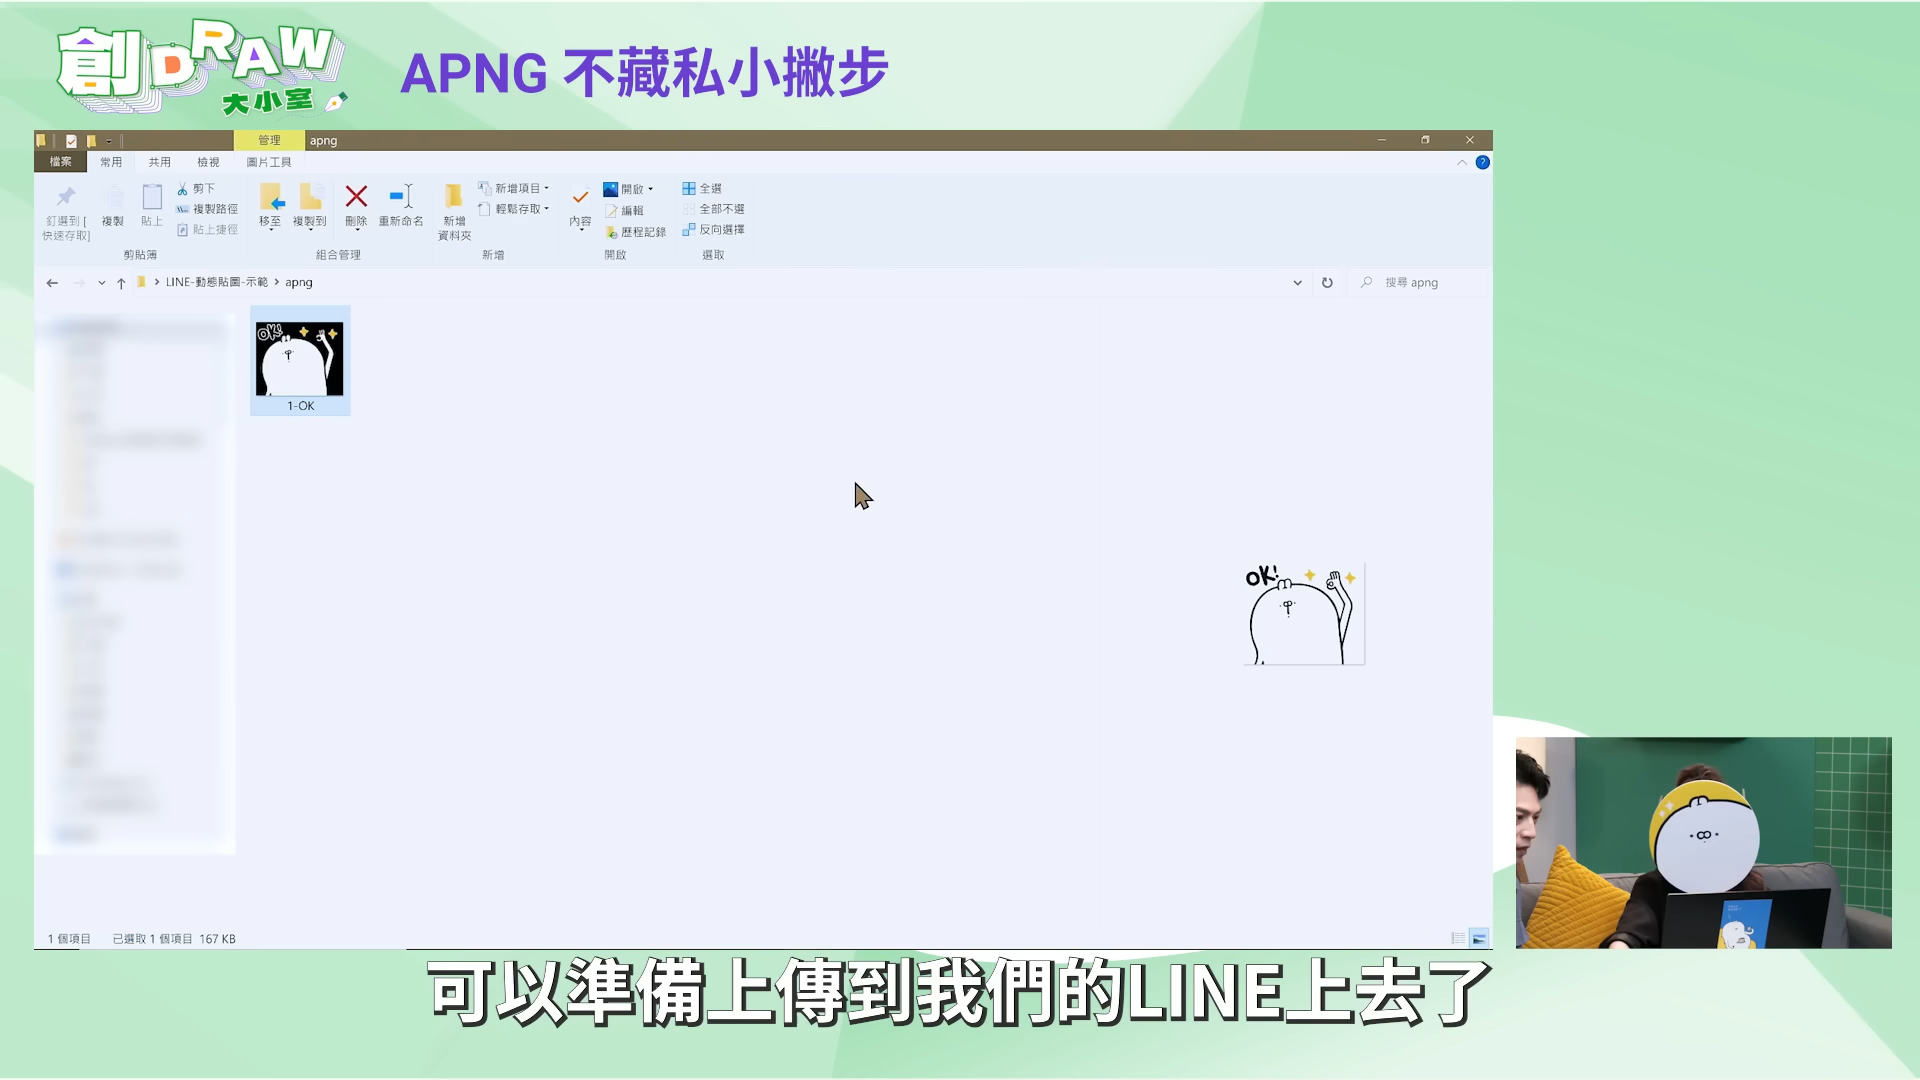 創DRAW
大小室
APNG 不藏私小撇步
管理
apng
檔案
常用
共用
檢視
圖片工具
釘選到 [
快速存取]
複製
貼上
剪下
複製路徑
貼上捷徑
剪貼簿
移至
複製到
刪除
重新命名
組合管理
新增
資料夾
新增項目
輕鬆存取
新增
內容
開啟
編輯
歷程記錄
開啟
全選
全部不選
反向選擇
選取
LINE-動態貼圖-示範
apng
搜尋 apng
OK!
1-OK
OK!
1 個項目
已選取 1 個項目 167 KB
可以準備上傳到我們的LINE上去了